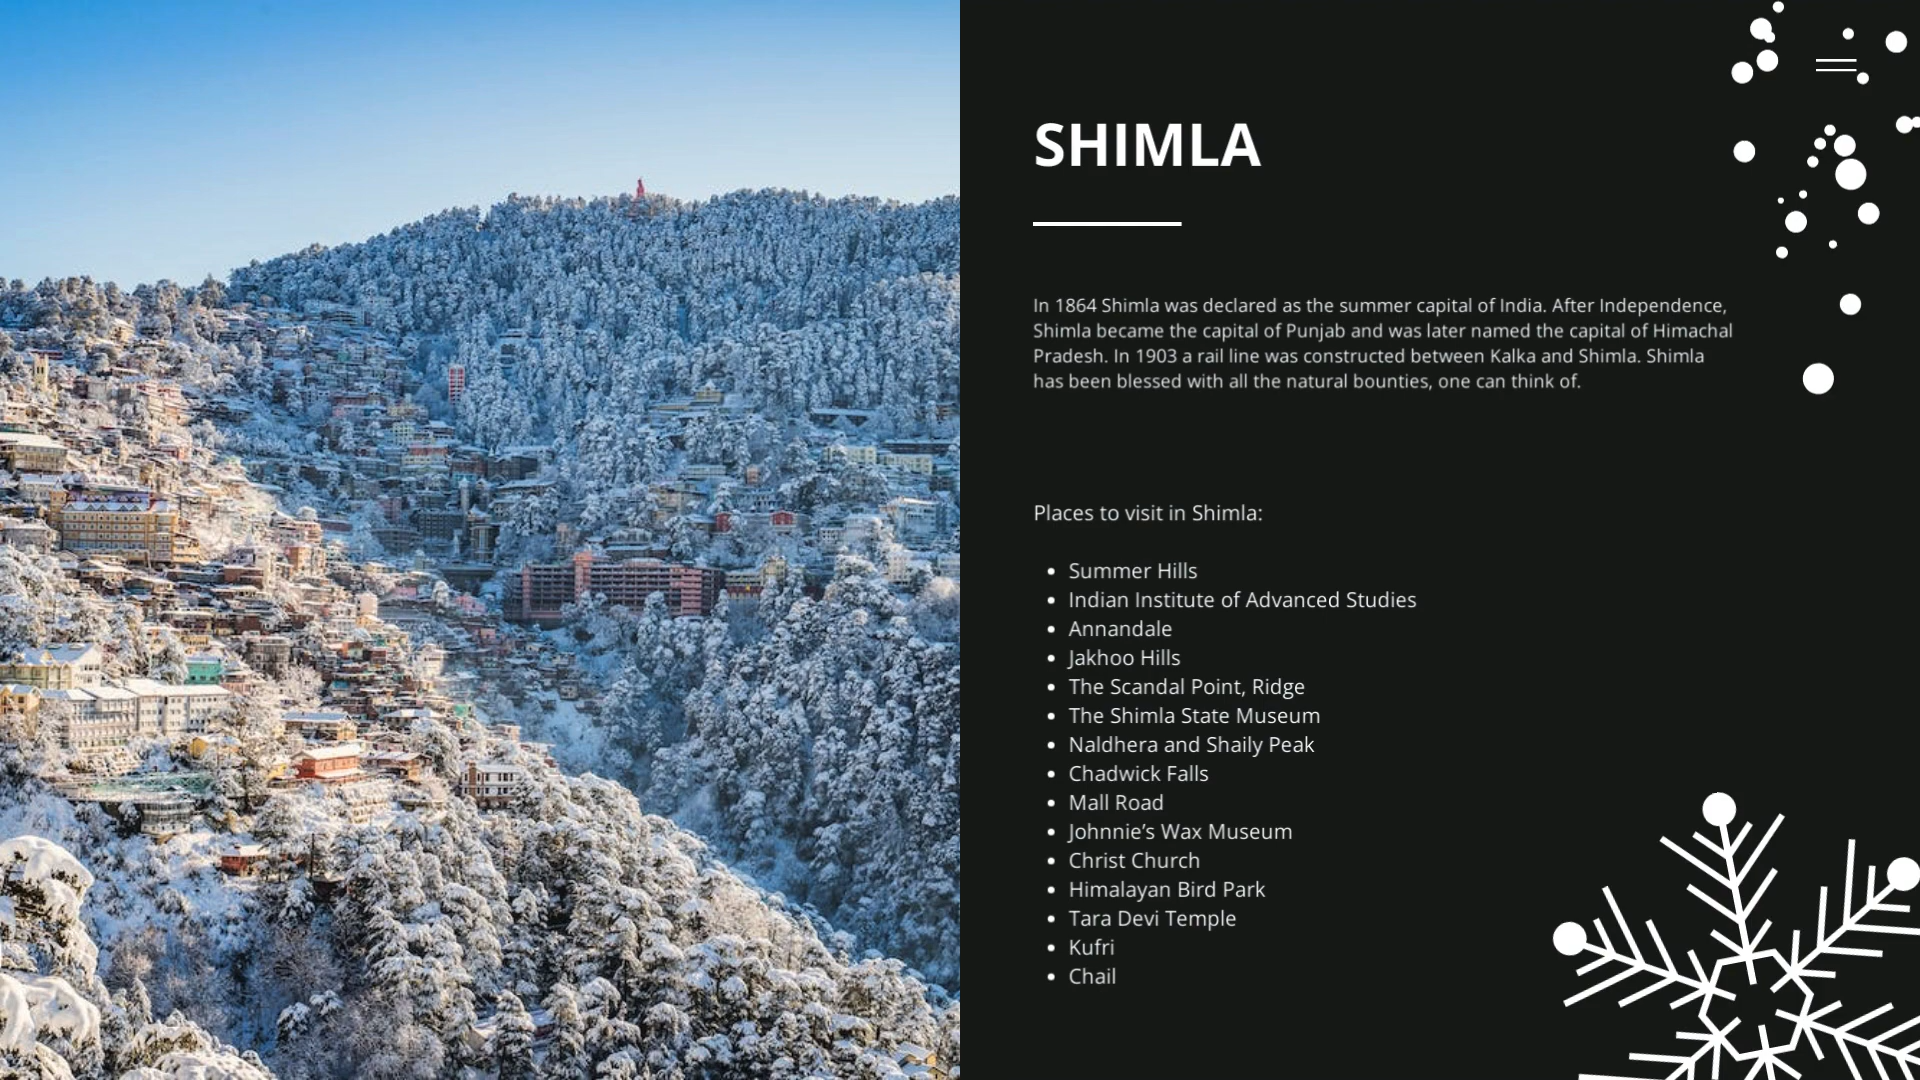 SHIMLA
In 1864 Shimla was declared as the summer capital of India. After Independence,
Shimla became the capital of Punjab and was later named the capital of Himachal
Pradesh. In 1903 a rail line was constructed between Kalka and Shimla. Shimla
has been blessed with all the natural bounties, one can think of.
Places to visit in Shimla:
• Summer Hills
• Indian Institute of Advanced Studies
• Annandale
• Jakhoo Hills
• The Scandal Point, Ridge
• The Shimla State Museum
• Naldhera and Shaily Peak
• Chadwick Falls
• Mall Road
• Johnnie’s Wax Museum
• Christ Church
• Himalayan Bird Park
• Tara Devi Temple
• Kufri
• Chail